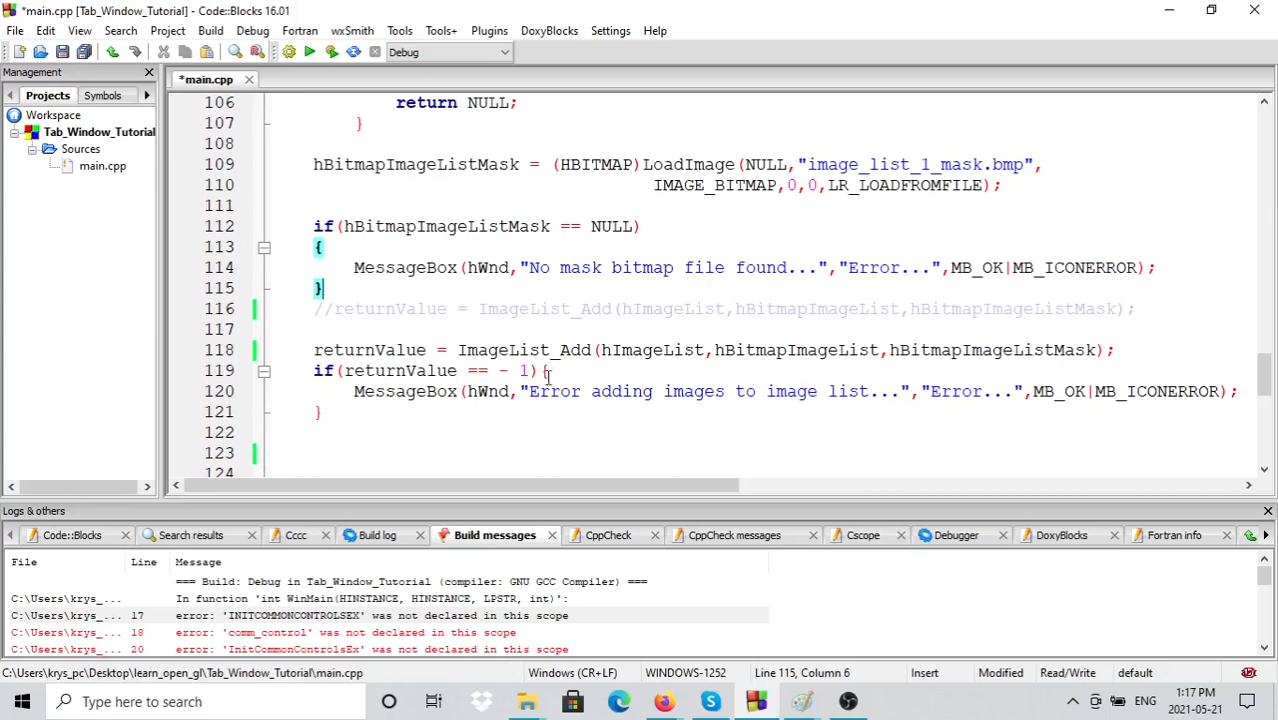 *main.cpp [Tab_Window_Tutorial] - Code::Blocks 16.01
File Edit View Search Project Build Debug Fortran wxSmith Tools Tools+ Plugins DoxyBlocks Settings Help
Debug
Management
*main.cpp
Projects Symbols
Workspace
Tab_Window_Tutorial
Sources
main.cpp
106 return NULL;
107 }
108
109 hBitmapImageListMask = (HBITMAP)LoadImage(NULL,"image_list_1_mask.bmp",
110 IMAGE_BITMAP,0,0,LR_LOADFROMFILE);
111
112 if(hBitmapImageListMask == NULL)
113 {
114 MessageBox(hWnd,"No mask bitmap file found...","Error...",MB_OK|MB_ICONERROR);
115 }
116 //returnValue = ImageList_Add(hImageList,hBitmapImageList,hBitmapImageListMask);
117
118 returnValue = ImageList_Add(hImageList,hBitmapImageList,hBitmapImageListMask);
119 if(returnValue == - 1){
120 MessageBox(hWnd,"Error adding images to image list...","Error...",MB_OK|MB_ICONERROR);
121 }
122
123
124
Logs & others
Code::Blocks Search results Cccc Build log Build messages CppCheck CppCheck messages Cscope Debugger DoxyBlocks Fortran info
File Line Message
=== Build: Debug in Tab_Window_Tutorial (compiler: GNU GCC Compiler) ===
C:\Users\krys_... In function 'int WinMain(HINSTANCE, HINSTANCE, LPSTR, int)':
C:\Users\krys_... 17 error: 'INITCOMMONCONTROLSEX' was not declared in this scope
C:\Users\krys_... 18 error: 'comm_control' was not declared in this scope
C:\Users\krys_... 20 error: 'InitCommonControlsEx' was not declared in this scope
C:\Users\krys_pc\Desktop\learn_open_gl\Tab_Window_Tutorial\main.cpp Windows (CR+LF) WINDOWS-1252 Line 115, Column 6 Insert Modified Read/Write default
Type here to search
ENG
1:17 PM
2021-05-21